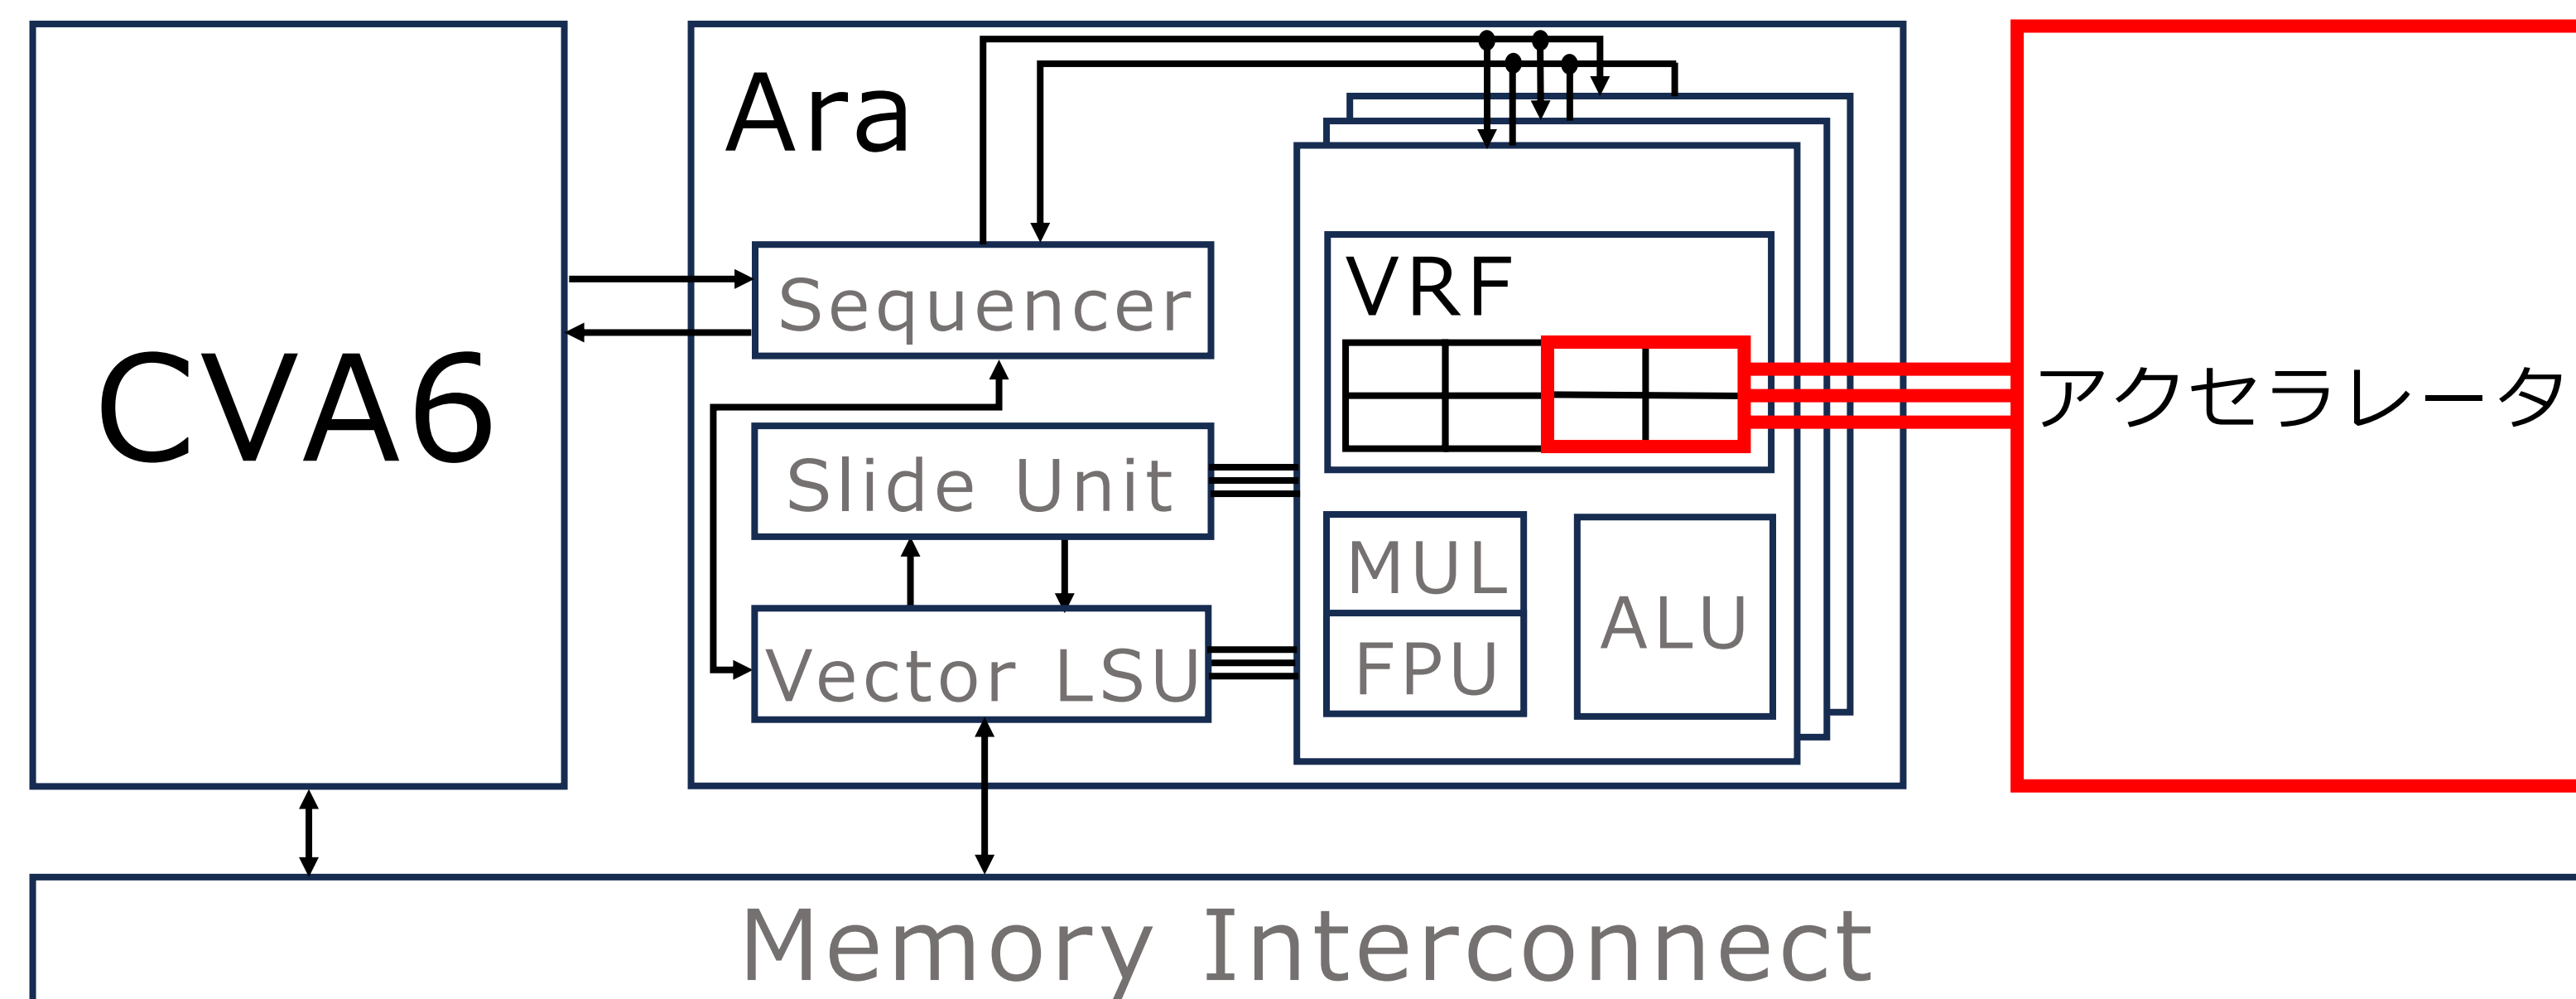 CVA6
Ara
Sequencer
Slide Unit
Vector LSU
VRF
MUL
FPU
ALU
アクセラレータ
Memory Interconnect